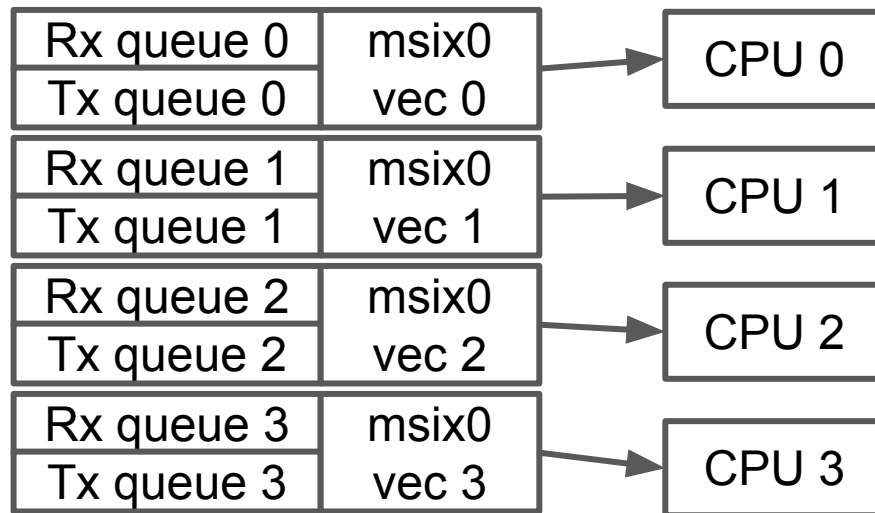 Rx queue 0
Tx queue 0
msix0
vec 0
CPU 0
Rx queue 1
Tx queue 1
msix0
vec 1
CPU 1
Rx queue 2
Tx queue 2
msix0
vec 2
CPU 2
Rx queue 3
Tx queue 3
msix0
vec 3
CPU 3